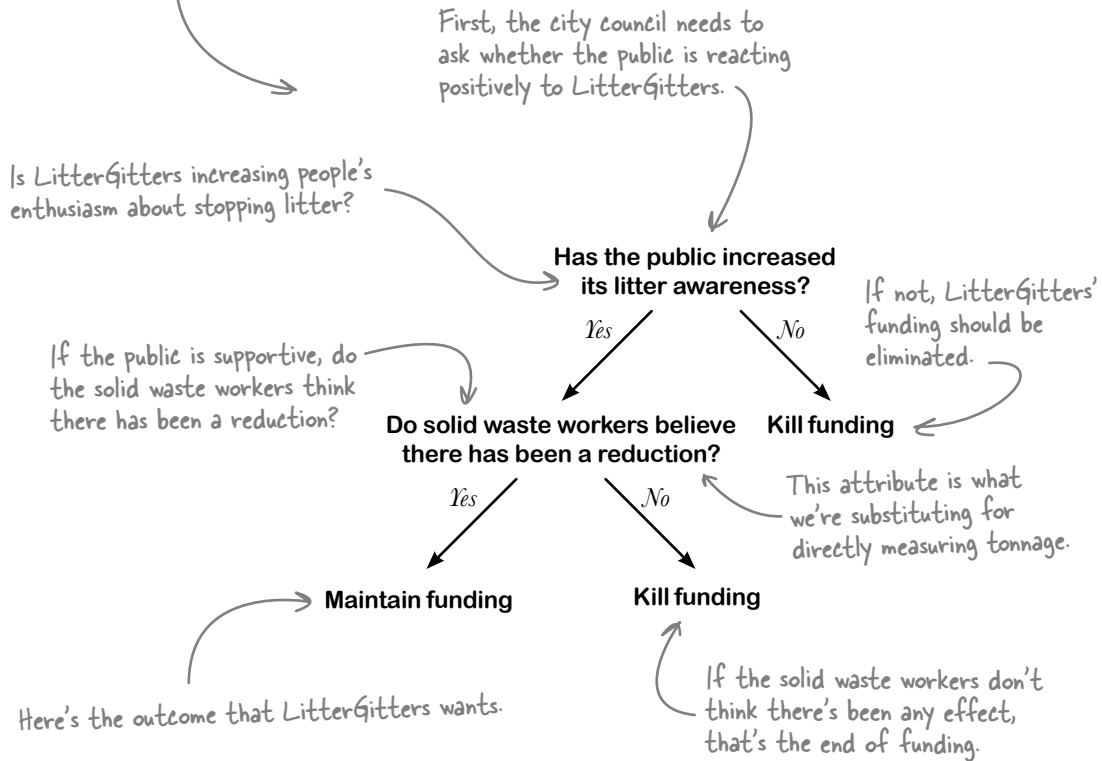 First, the city council needs to
ask whether the public is reacting
positively to LitterGitters.
Is LitterGitters increasing people's
enthusiasm about stopping litter?
Has the public increased
its litter awareness?
If not, LitterGitters'
funding should be
eliminated.
Yes
No
If the public is supportive, do
the solid waste workers think
there has been a reduction?
Do solid waste workers believe
there has been a reduction?
Kill funding
This attribute is what
we're substituting for
directly measuring tonnage.
Yes
No
Maintain funding
Kill funding
Here's the outcome that LitterGitters wants.
If the solid waste workers don't
think there's been any effect,
that's the end of funding.